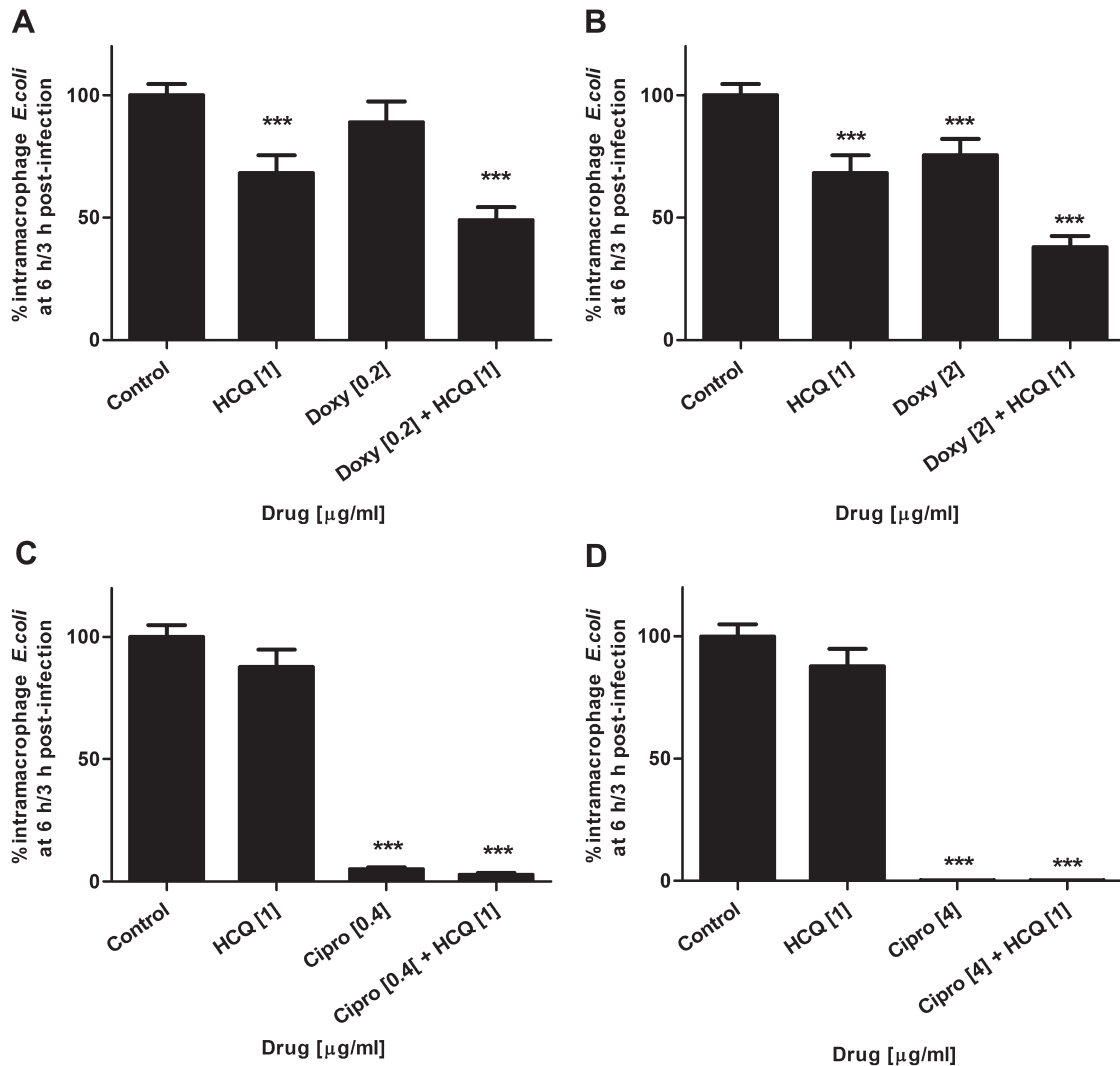 A
% intramacrophage E.coli
at 6 h/3 h post-infection
100
50
0
***
***
Control
HCQ [1]
Doxy [0.2]
Doxy [0.2] + HCQ [1]
Drug [μg/ml]
B
% intramacrophage E.coli
at 6 h/3 h post-infection
100
50
0
***
***
***
Control
HCQ [1]
Doxy [2]
Doxy [2] + HCQ [1]
Drug [μg/ml]
C
% intramacrophage E.coli
at 6 h/3 h post-infection
100
50
0
***
***
Control
HCQ [1]
Cipro [0.4]
Cipro [0.4[ + HCQ [1]
Drug [μg/ml]
D
% intramacrophage E.coli
at 6 h/3 h post-infection
100
50
0
***
***
Control
HCQ [1]
Cipro [4]
Cipro [4] + HCQ [1]
Drug [μg/ml]